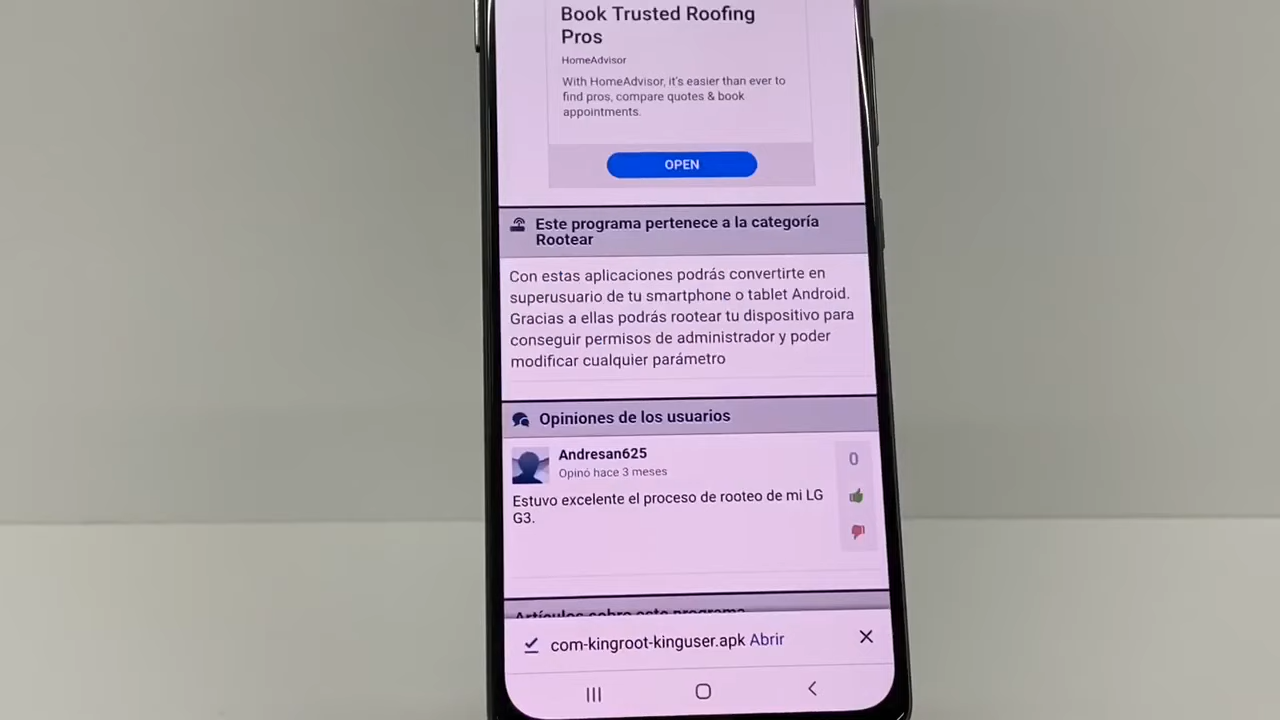 Book Trusted Roofing
Pros
HomeAdvisor
With HomeAdvisor, it's easier than ever to
find pros, compare quotes & book
appointments.
OPEN
Este programa pertenece a la categoría
Rootear
Con estas aplicaciones podrás convertirte en
superusuario de tu smartphone o tablet Android.
Gracias a ellas podrás rootear tu dispositivo para
conseguir permisos de administrador y poder
modificar cualquier parámetro
Opiniones de los usuarios
Andresan625
0
Opinó hace 3 meses
Estuvo excelente el proceso de rooteo de mi LG
G3.
Artículos sobre este programa
com-kingroot-kinguser.apk Abrir